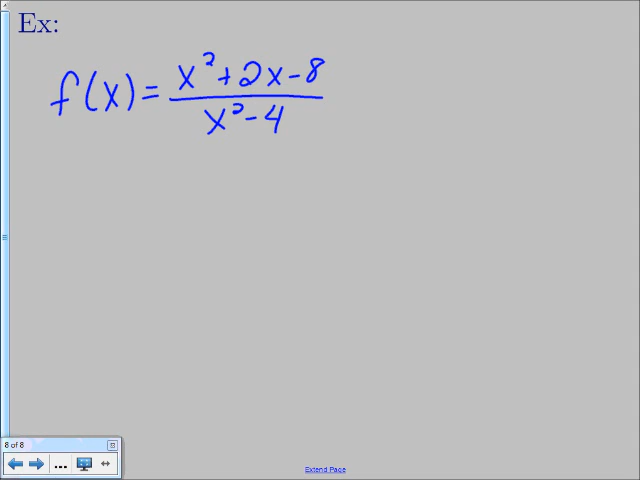 Ex:
f(x) = (x²+2x-8)/(x²-4)
8 of 8
Extend Page